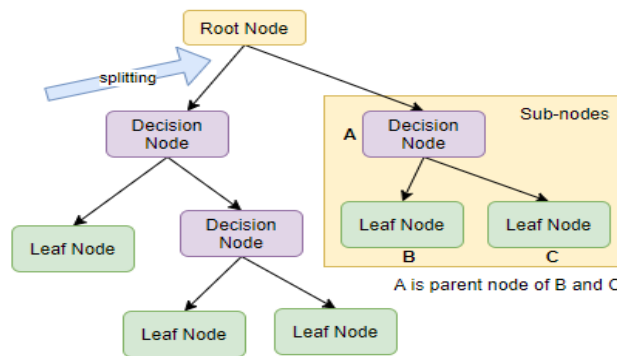 Root Node
splitting
Decision
Node
Sub-nodes
A
Decision
Node
Leaf Node
Decision
Node
Leaf Node
Leaf Node
B
C
A is parent node of B and C
Leaf Node
Leaf Node